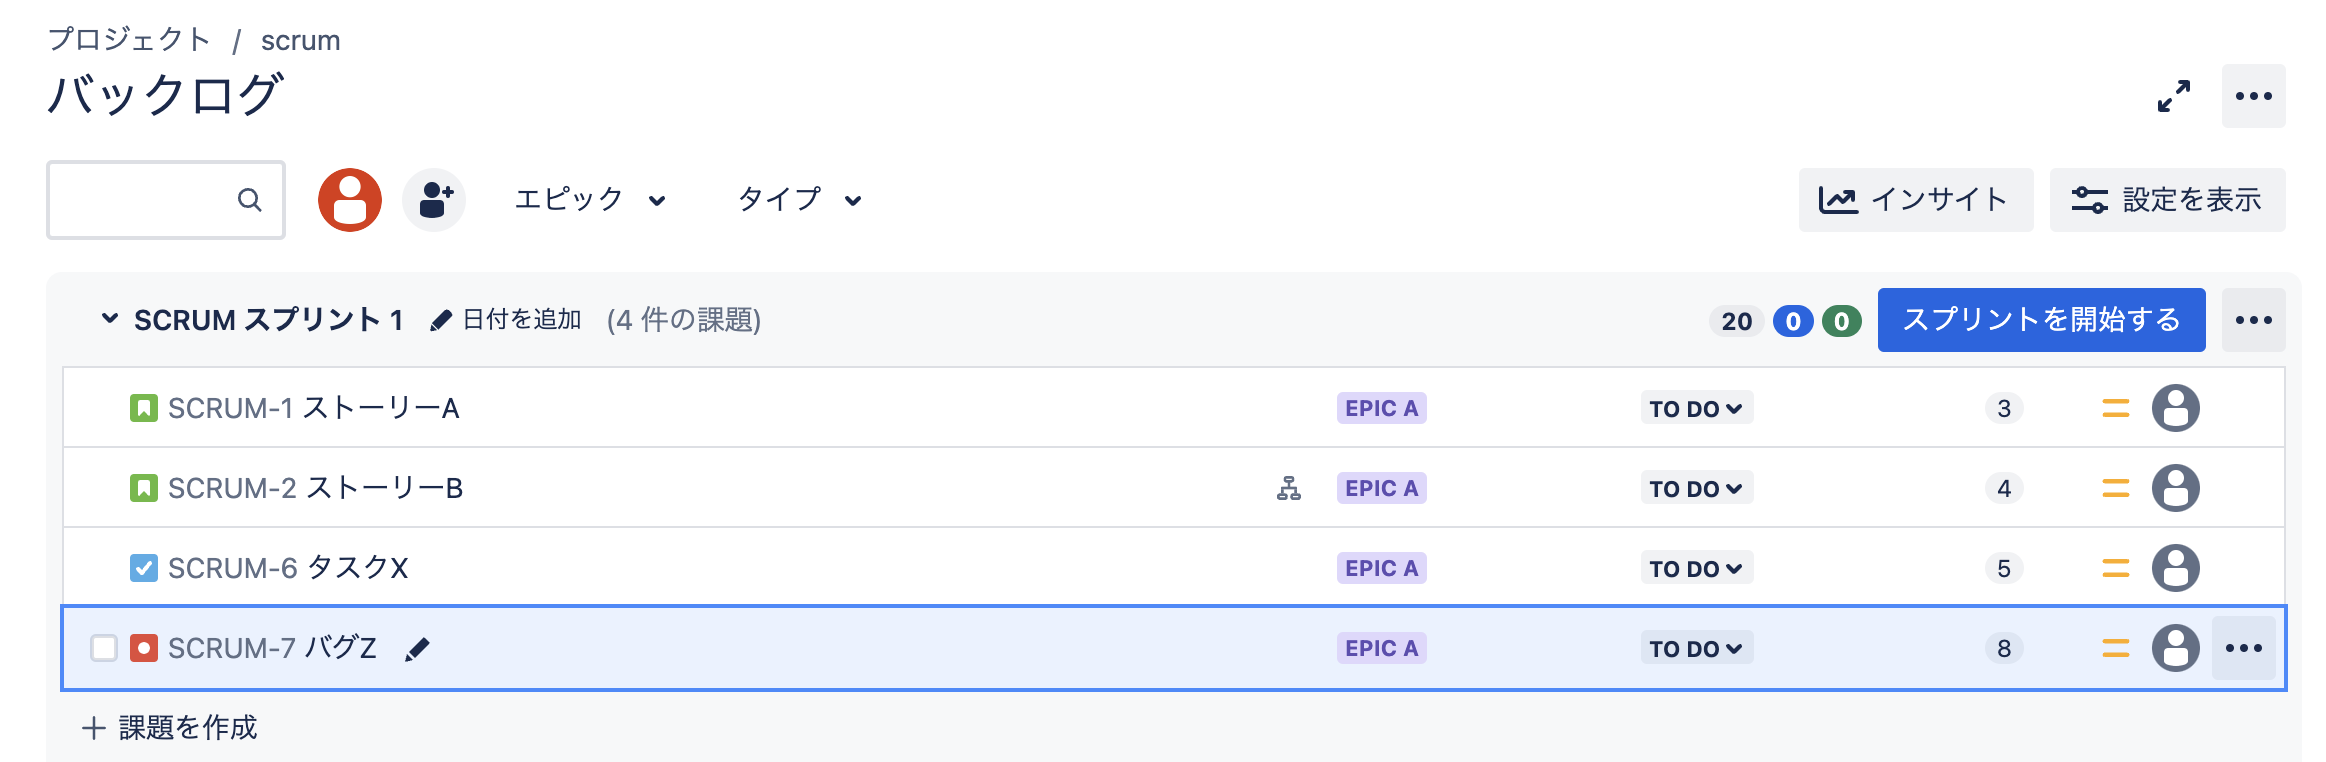 プロジェクト / scrum
バックログ
エピック タイプ インサイト 設定を表示
SCRUM スプリント 1 日付を追加 (4 件の課題) 20 0 0 スプリントを開始する
SCRUM-1 ストーリーA EPIC A TO DO 3
SCRUM-2 ストーリーB EPIC A TO DO 4
SCRUM-6 タスクX EPIC A TO DO 5
SCRUM-7 バグZ EPIC A TO DO 8
課題を作成